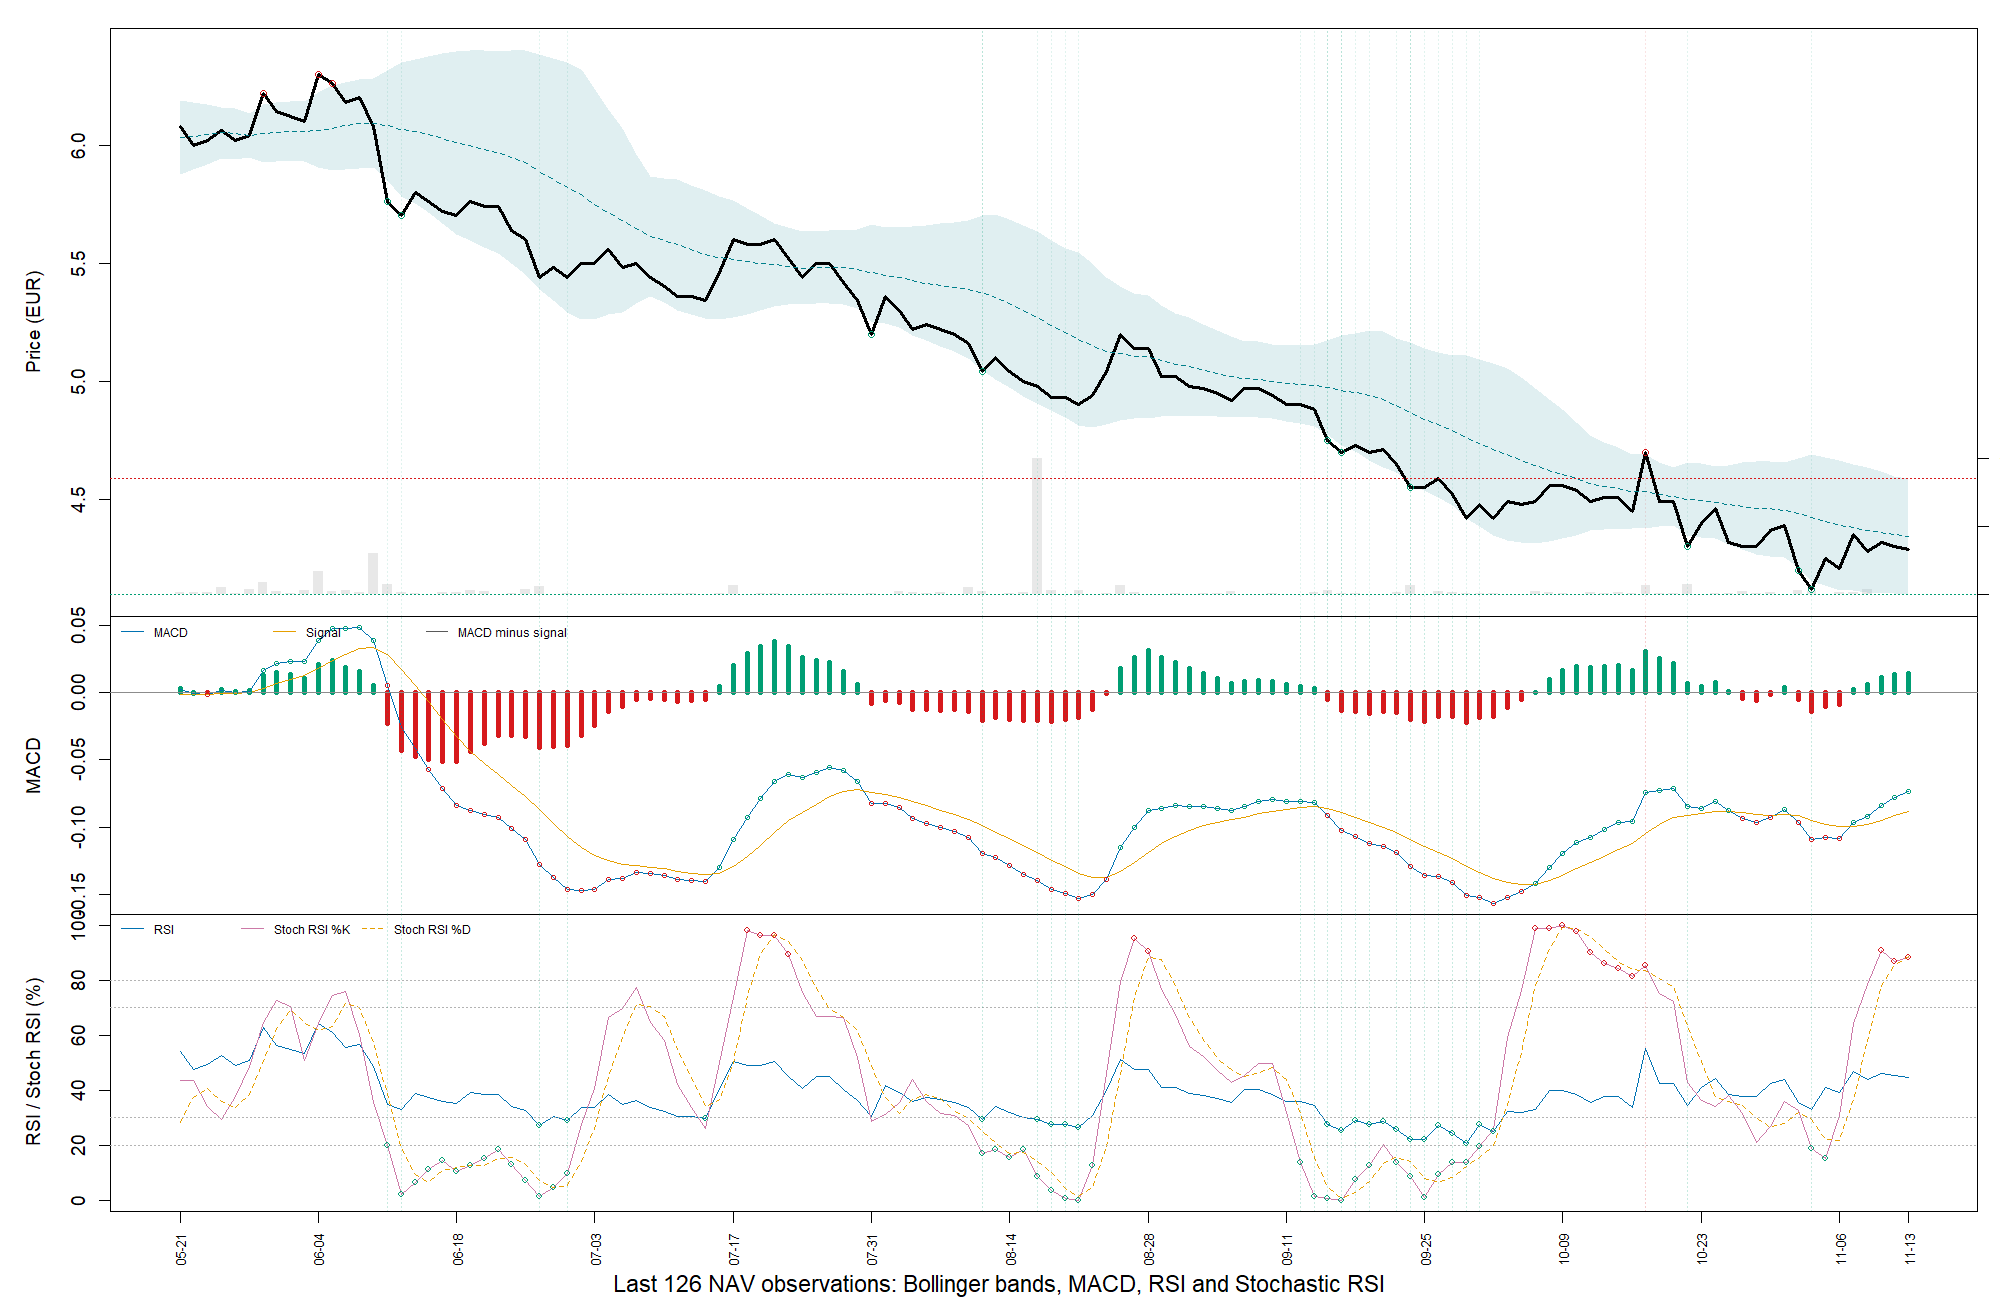 Price (EUR)
6.0
5.5
5.0
4.5
MACD
Signal
MACD minus signal
MACD
0.05
0.00
-0.05
-0.10
-0.15
RSI
Stoch RSI %K
Stoch RSI %D
RSI / Stoch RSI (%)
100
80
60
40
20
0
05-21
06-04
06-18
07-03
07-17
07-31
08-14
08-28
09-11
09-25
10-09
10-23
11-06
11-13
Last 126 NAV observations: Bollinger bands, MACD, RSI and Stochastic RSI